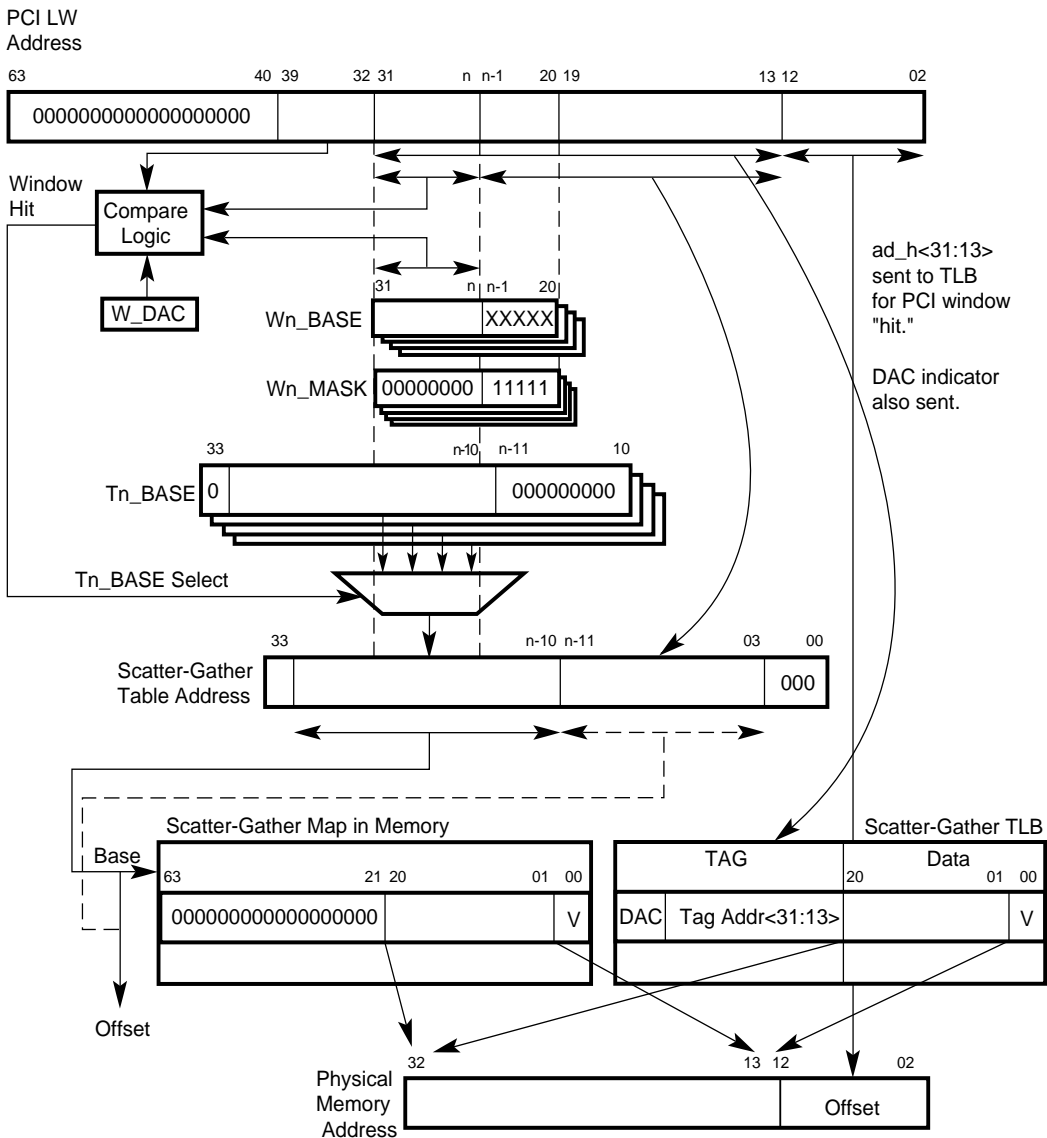 PCI LW
Address
63 40 39 32 31 n n-1 20 19 13 12 02
0000000000000000000
Window
Hit
Compare
Logic
W_DAC
ad_h<31:13>
sent to TLB
for PCI window
"hit."
DAC indicator
also sent.
31 n n-1 20
Wn_BASE XXXXX
Wn_MASK 00000000 11111
33 n-10 n-11 10
Tn_BASE 0 000000000
Tn_BASE Select
33 n-10 n-11 03 00
Scatter-Gather
Table Address
000
Scatter-Gather Map in Memory
Scatter-Gather TLB
Base
TAG Data
63 21 20 01 00
20 01 00
000000000000000000 V
DAC Tag Addr<31:13> V
Offset
32 13 12 02
Physical
Memory
Address
Offset